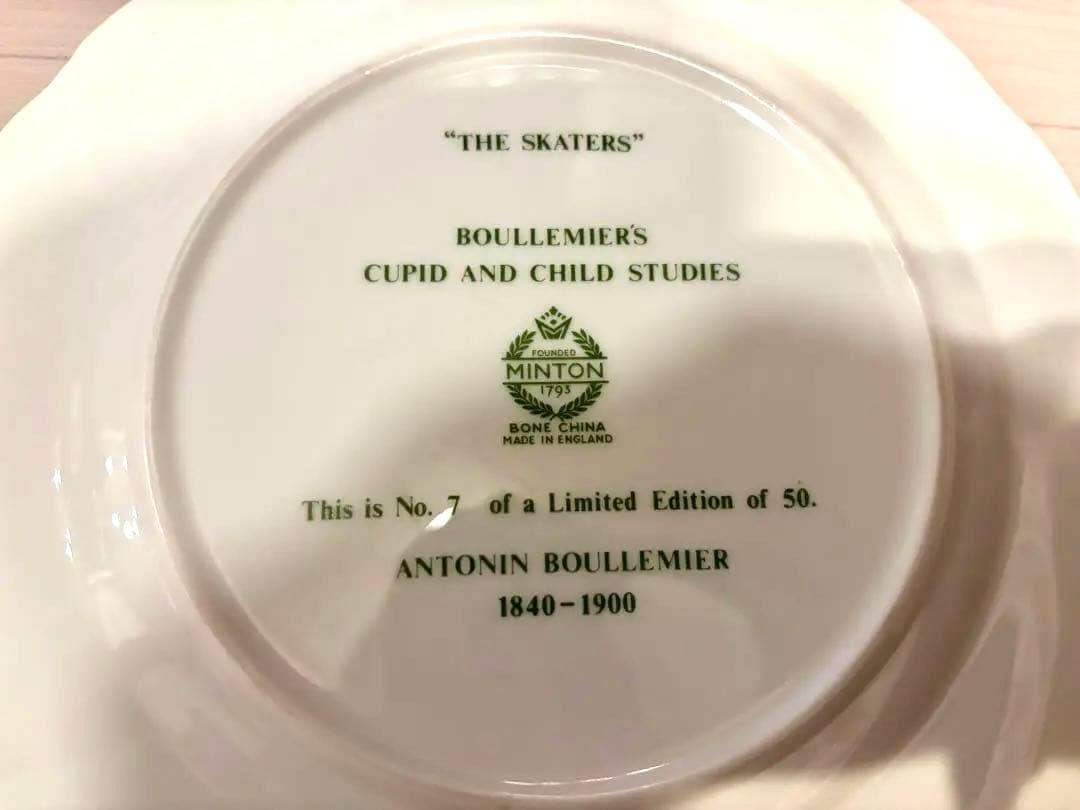 “THE SKATERS”
BOULLEMIER'S
CUPID AND CHILD STUDIES
FOUNDED
MINTON
1793
BONE CHINA
MADE IN ENGLAND
This is No. 7 of a Limited Edition of 50.
ANTONIN BOULLEMIER
1840–1900